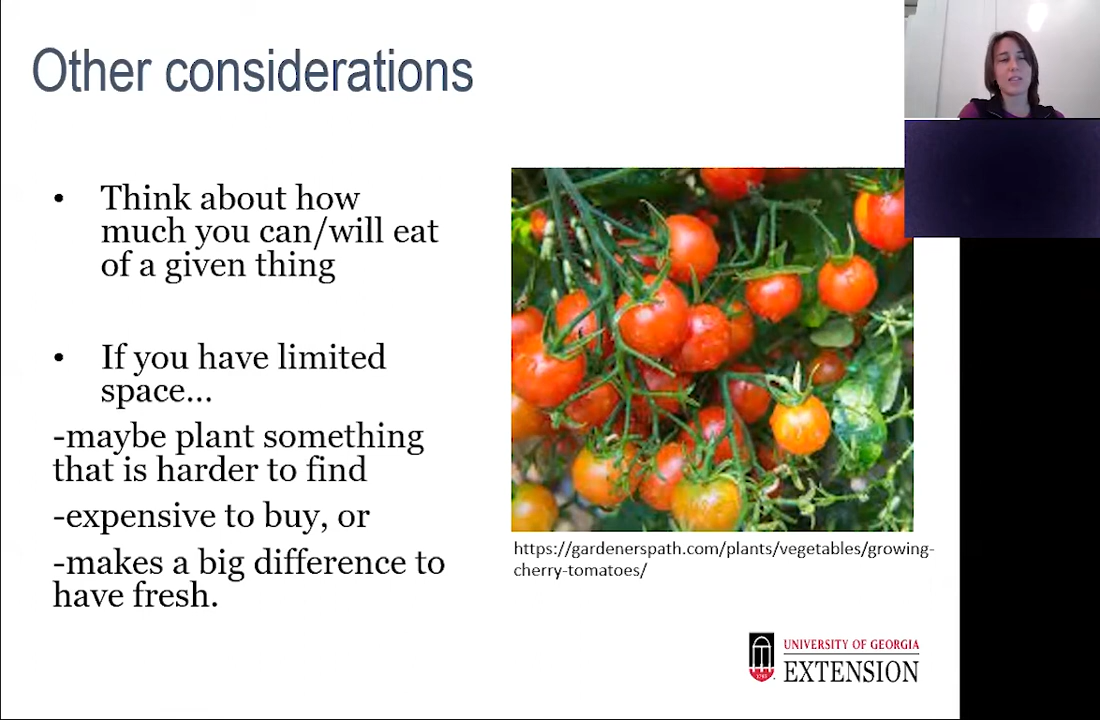 Other considerations
• Think about how
much you can/will eat
of a given thing
• If you have limited
space...
-maybe plant something
that is harder to find
-expensive to buy, or
-makes a big difference to
have fresh.
https://gardenerspath.com/plants/vegetables/growing-
cherry-tomatoes/
UNIVERSITY OF GEORGIA
EXTENSION